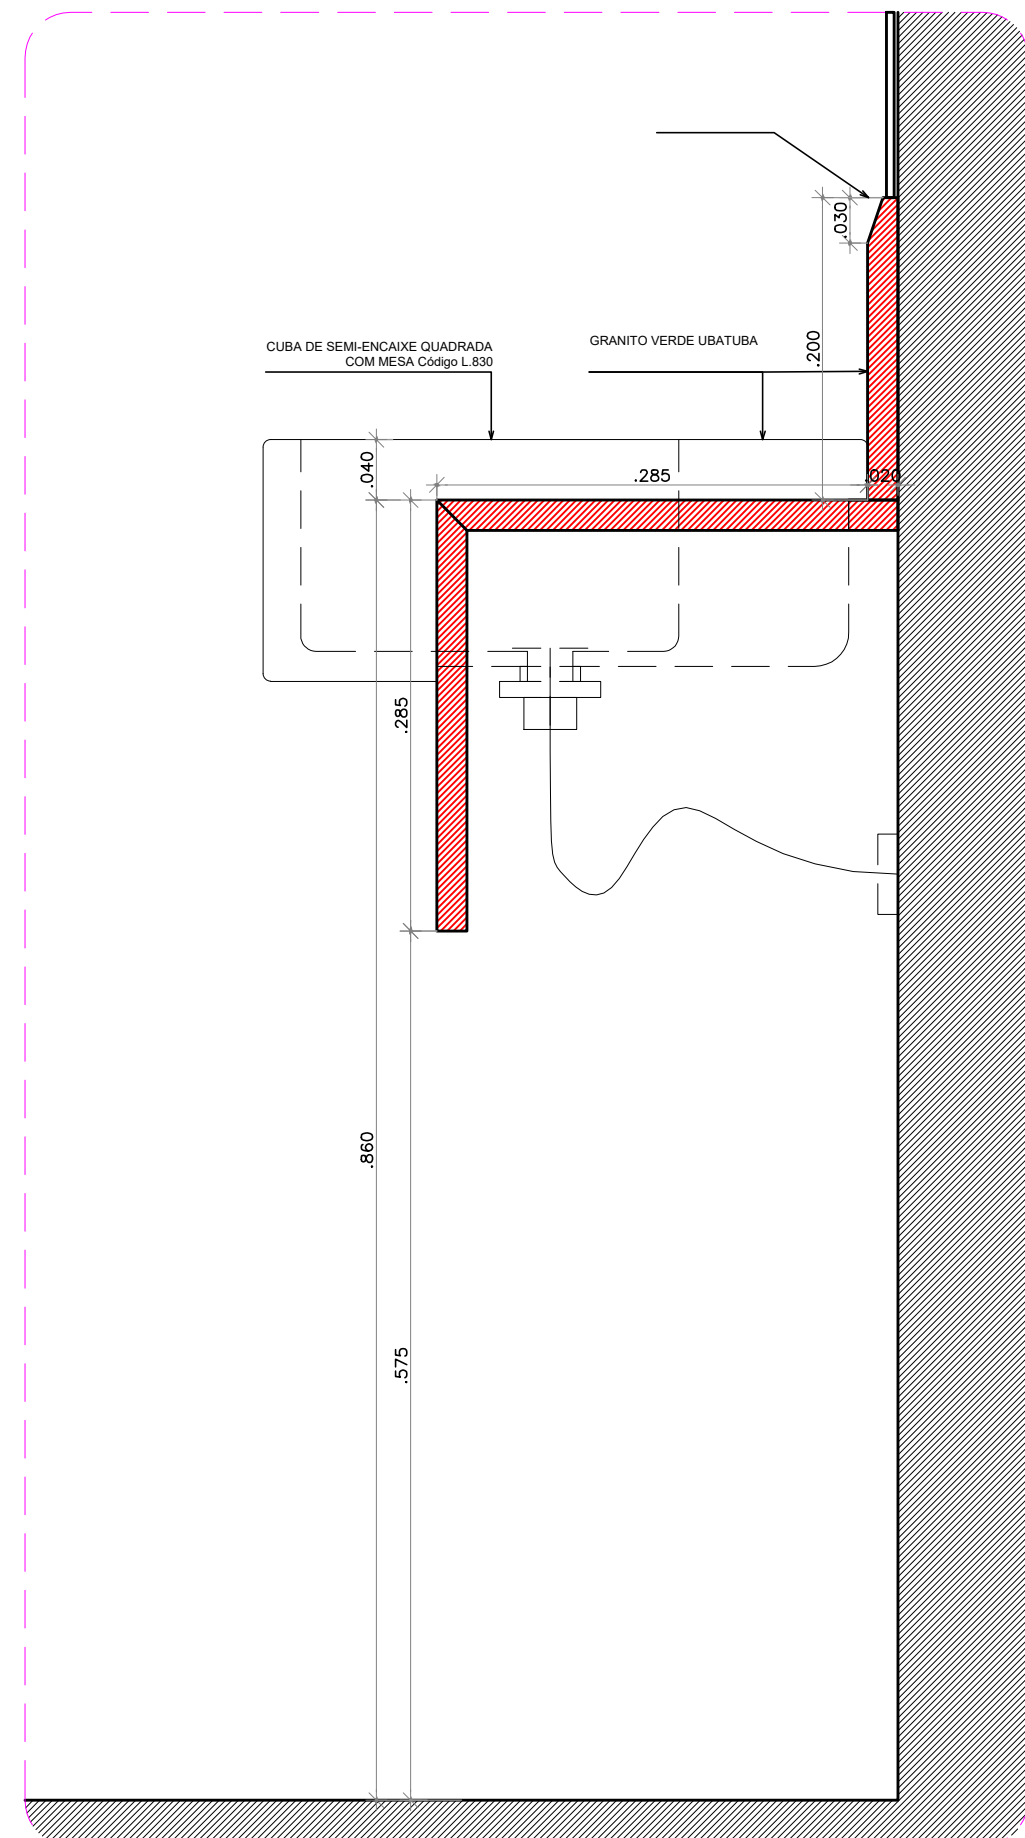 .030
.200
CUBA DE SEMI-ENCAIXE QUADRADA
COM MESA Código L.830
GRANITO VERDE UBATUBA
.040
.285
.020
.285
.860
.575